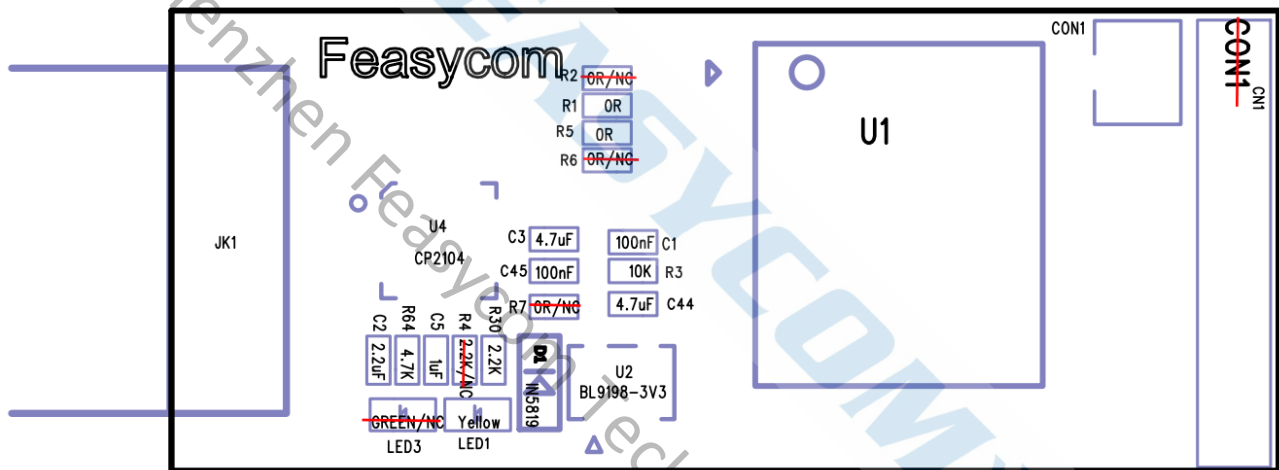 Feasycom
CON1
CON1
CN1
R2 0R/NC
R1 0R
R5 0R
R6 0R/NC
U1
JK1
U4
CP2104
C3 4.7uF
100nF C1
C45 100nF
10K R3
R7 0R/NC
4.7uF C44
C2
R64
C5
R4
R30
2.2uF
4.7K
1uF
2.2K/NC
2.2K
D1
IN5819
U2
BL9198-3V3
GREEN/NC
Yellow
LED3
LED1
enzhen Feasycom Tech
EASYCOM